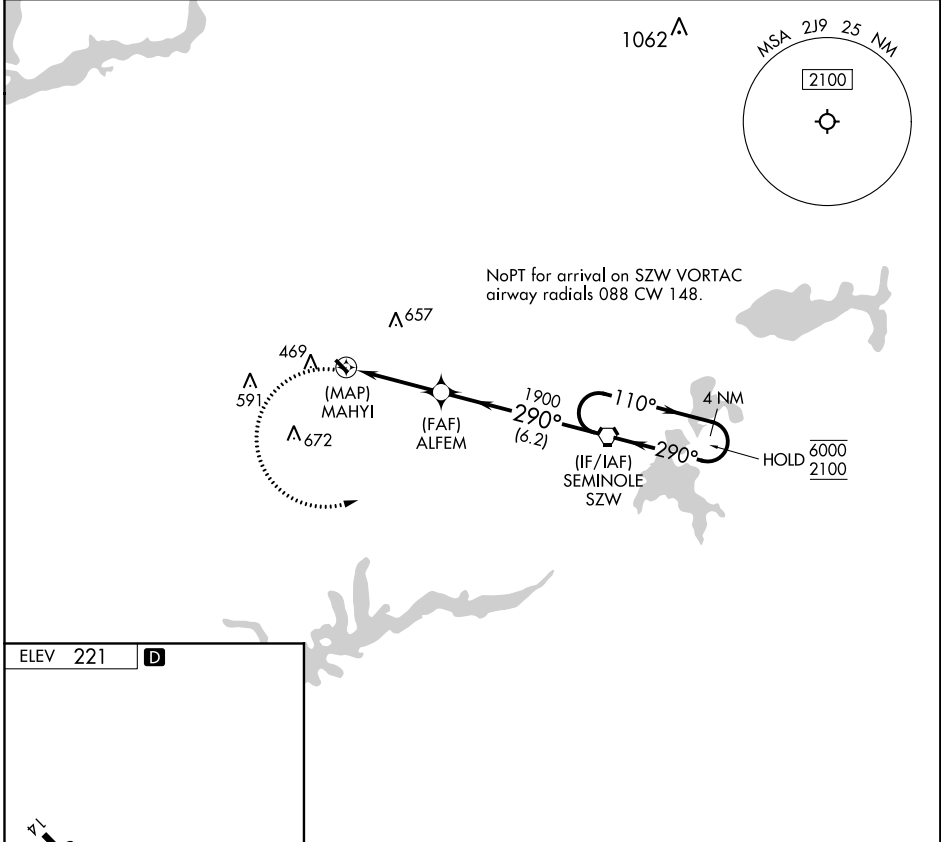 1062
MSA 2J9 25 NM
2100
NoPT for arrival on SZW VORTAC
airway radials 088 CW 148.
657
469
591
(MAP)
MAHYI
672
(FAF)
ALFEM
1900
290°
(6.2)
110°
4 NM
290°
(IF/IAF)
SEMINOLE
SZW
HOLD
6000
2100
ELEV 221
D
14